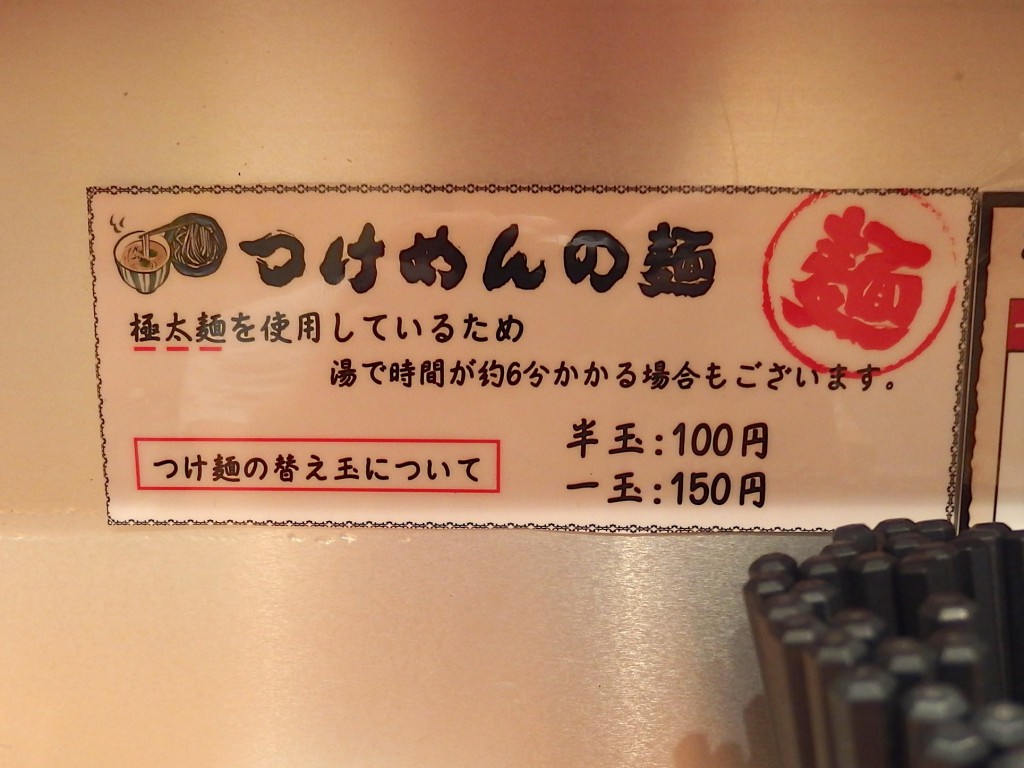 つけめんの麺
麺
極太麺を使用しているため
湯で時間が約6分かかる場合もございます。
つけ麺の替え玉について
半玉:100円
一玉:150円